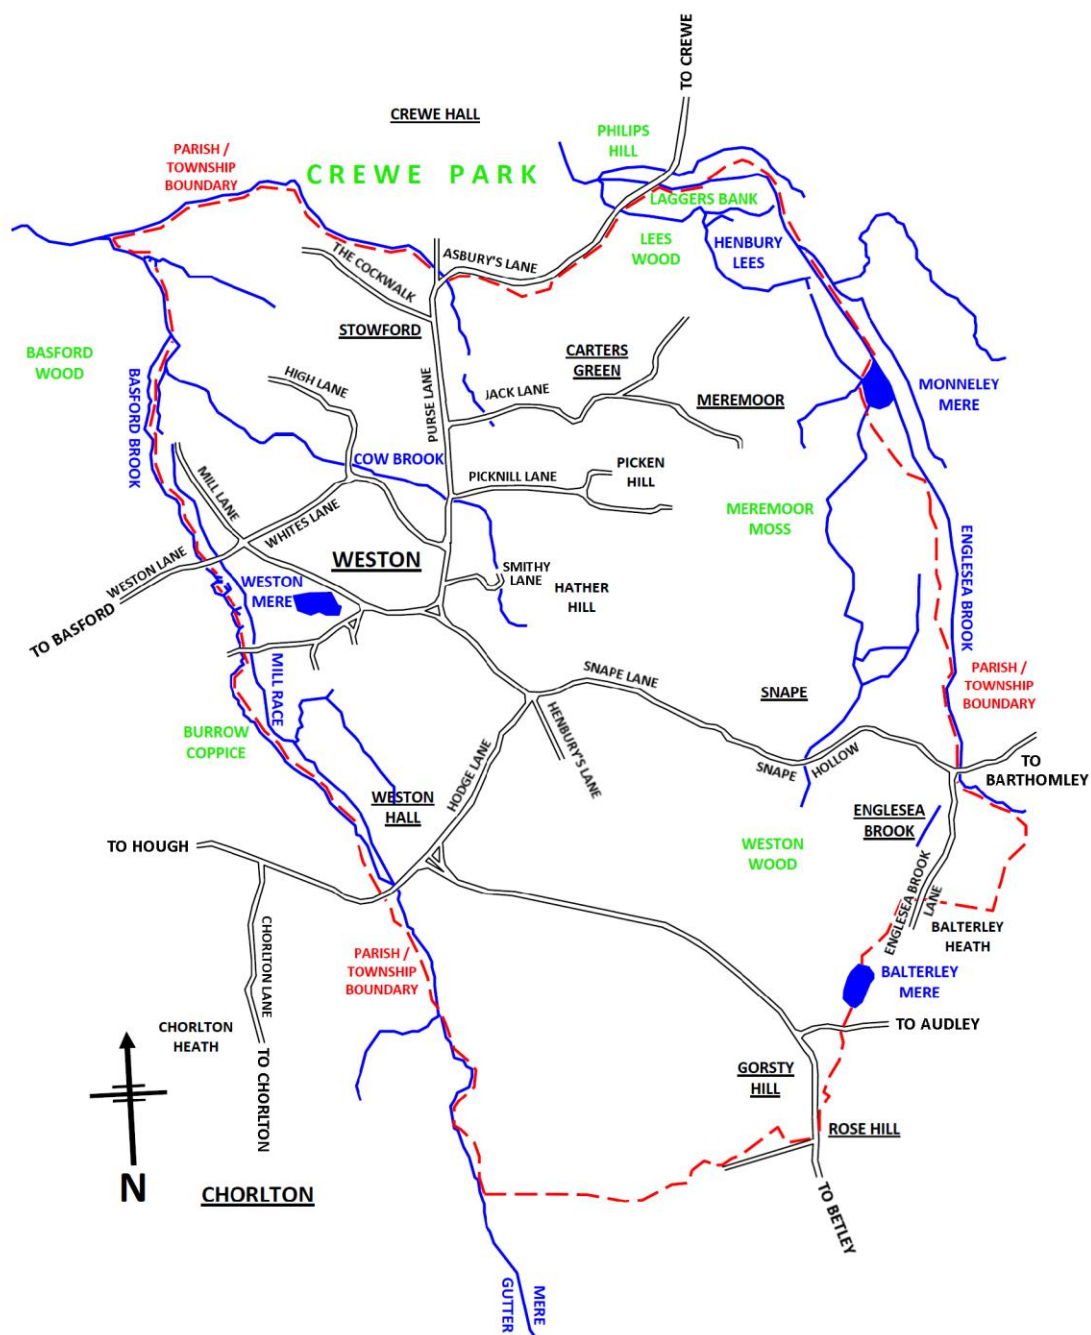 TO CREWE
CREWE HALL
PHILIPS
HILL
PARISH /
TOWNSHIP
BOUNDARY
CREWE PARK
LAGGERS BANK
LEES
WOOD
HENBURY
LEES
ASBURY'S LANE
THE COCKWALK
STOWFORD
BASFORD
WOOD
CARTERS
GREEN
HIGH LANE
BASFORD BROOK
PURSE LANE
JACK LANE
MEREMOOR
MONNELEY
MERE
COW BROOK
PICKNILL LANE
PICKEN
HILL
MILL LANE
WHITES LANE
MEREMOOR
MOSS
WESTON
WESTON LANE
SMITHY
LANE
ENGLESEA BROOK
WESTON
MERE
HATHER
HILL
TO BASFORD
MILL RACE
SNAPE LANE
SNAPE
PARISH /
TOWNSHIP
BOUNDARY
BURROW
COPPICE
HENBURY'S LANE
HODGE LANE
SNAPE HOLLOW
TO
BARTHOMLEY
WESTON
HALL
ENGLESEA
BROOK
TO HOUGH
WESTON
WOOD
ENGLESEA BROOK
LANE
CHORLTON LANE
BALTERLEY
HEATH
PARISH /
TOWNSHIP
BOUNDARY
BALTERLEY
MERE
CHORLTON
HEATH
TO AUDLEY
TO CHORLTON
GORSTY
HILL
ROSE HILL
N
CHORLTON
TO BETLEY
MERE
GUTTER